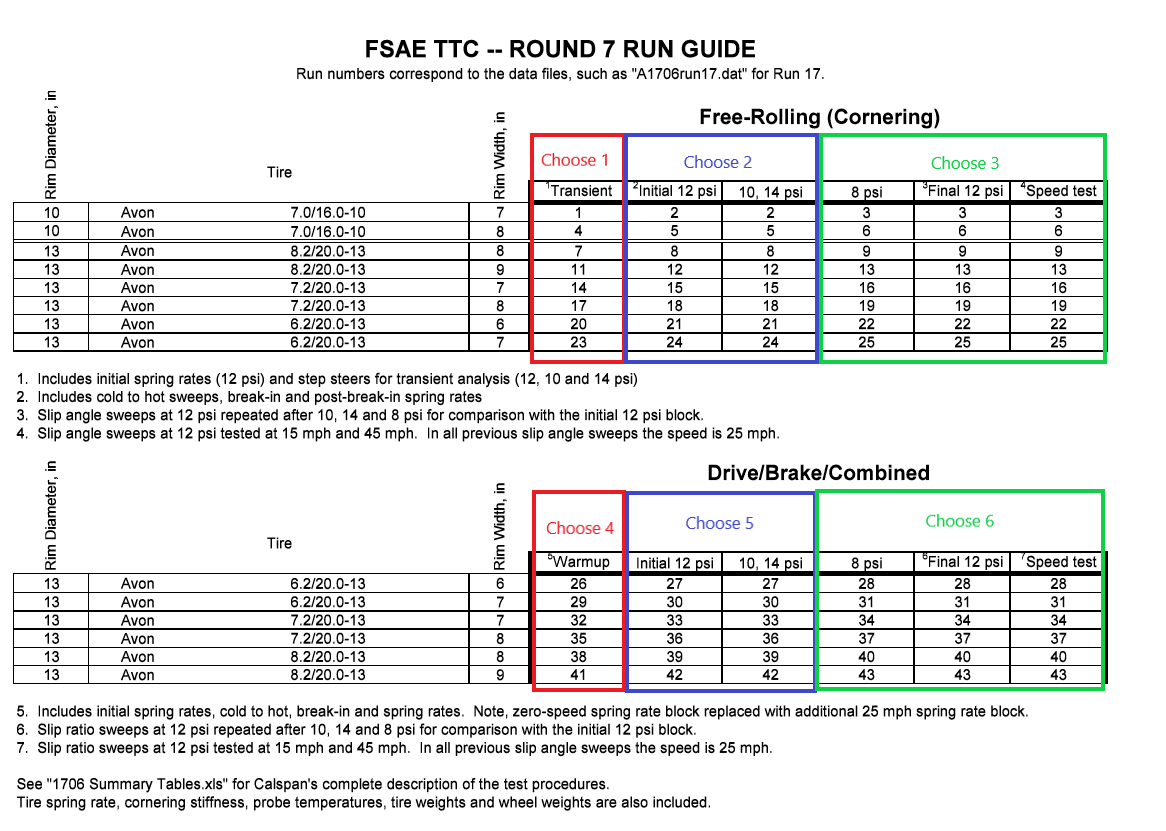 FSAE TTC -- ROUND 7 RUN GUIDE
Run numbers correspond to the data files, such as "A1706run17.dat" for Run 17.
Free-Rolling (Cornering)
Choose 1 Choose 2 Choose 3
Rim Diameter, in Tire Rim Width, in 1Transient 2Initial 12 psi 10, 14 psi 8 psi 3Final 12 psi 4Speed test
10 Avon 7.0/16.0-10 7 1 2 2 3 3 3
10 Avon 7.0/16.0-10 8 4 5 5 6 6 6
13 Avon 8.2/20.0-13 8 7 8 8 9 9 9
13 Avon 8.2/20.0-13 9 11 12 12 13 13 13
13 Avon 7.2/20.0-13 7 14 15 15 16 16 16
13 Avon 7.2/20.0-13 8 17 18 18 19 19 19
13 Avon 6.2/20.0-13 6 20 21 21 22 22 22
13 Avon 6.2/20.0-13 7 23 24 24 25 25 25
1. Includes initial spring rates (12 psi) and step steers for transient analysis (12, 10 and 14 psi)
2. Includes cold to hot sweeps, break-in and post-break-in spring rates
3. Slip angle sweeps at 12 psi repeated after 10, 14 and 8 psi for comparison with the initial 12 psi block.
4. Slip angle sweeps at 12 psi tested at 15 mph and 45 mph. In all previous slip angle sweeps the speed is 25 mph.
Drive/Brake/Combined
Choose 4 Choose 5 Choose 6
Rim Diameter, in Tire Rim Width, in 5Warmup Initial 12 psi 10, 14 psi 8 psi 6Final 12 psi 7Speed test
13 Avon 6.2/20.0-13 6 26 27 27 28 28 28
13 Avon 6.2/20.0-13 7 29 30 30 31 31 31
13 Avon 7.2/20.0-13 7 32 33 33 34 34 34
13 Avon 7.2/20.0-13 8 35 36 36 37 37 37
13 Avon 8.2/20.0-13 8 38 39 39 40 40 40
13 Avon 8.2/20.0-13 9 41 42 42 43 43 43
5. Includes initial spring rates, cold to hot, break-in and spring rates. Note, zero-speed spring rate block replaced with additional 25 mph spring rate block.
6. Slip ratio sweeps at 12 psi repeated after 10, 14 and 8 psi for comparison with the initial 12 psi block.
7. Slip ratio sweeps at 12 psi tested at 15 mph and 45 mph. In all previous slip angle sweeps the speed is 25 mph.
See "1706 Summary Tables.xls" for Calspan's complete description of the test procedures.
Tire spring rate, cornering stiffness, probe temperatures, tire weights and wheel weights are also included.